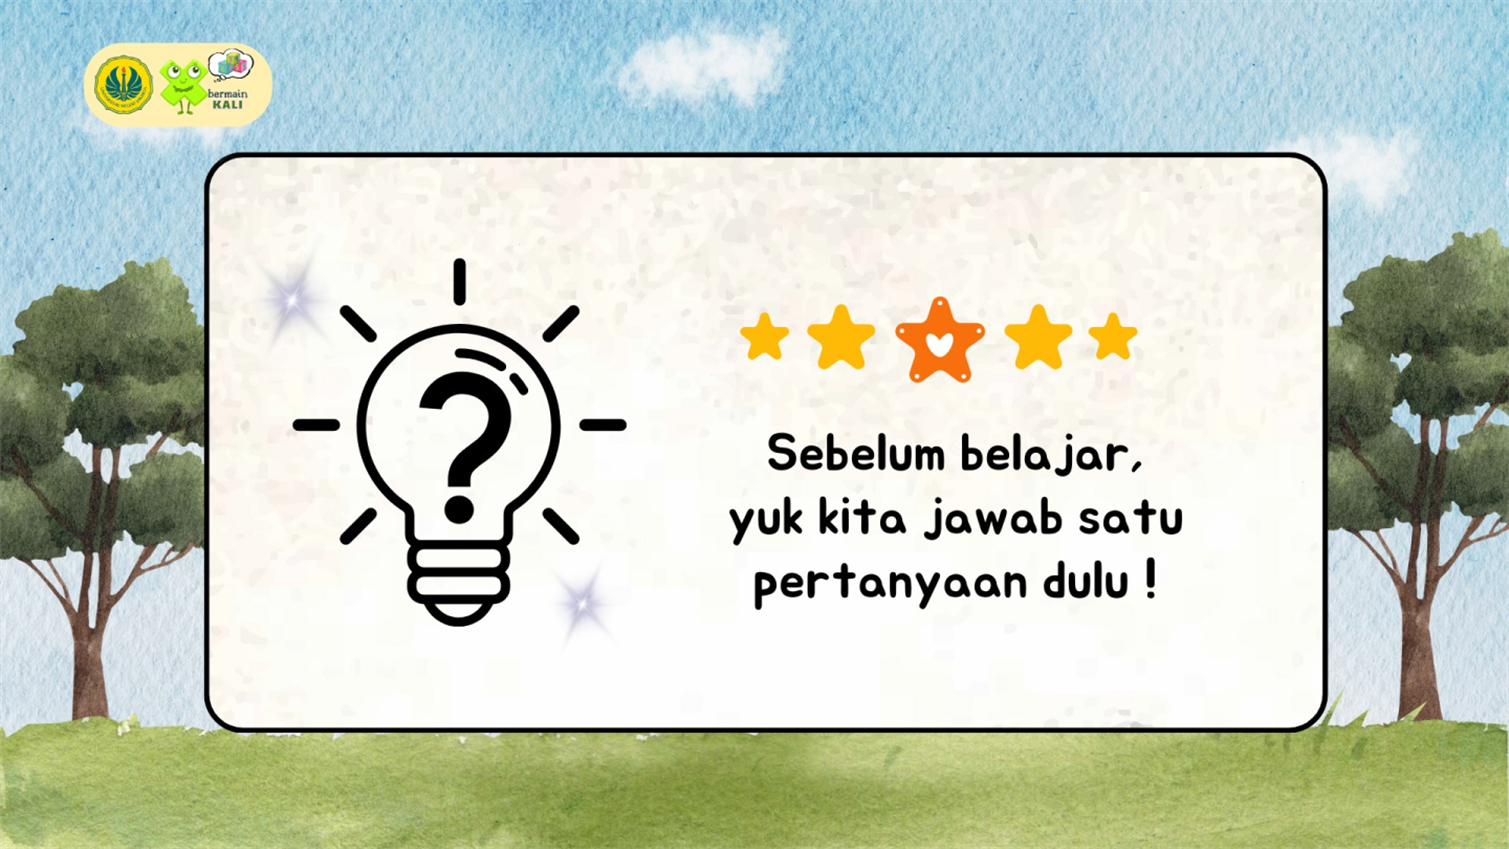 bermain
KALI
Sebelum belajar,
yuk kita jawab satu
pertanyaan dulu !